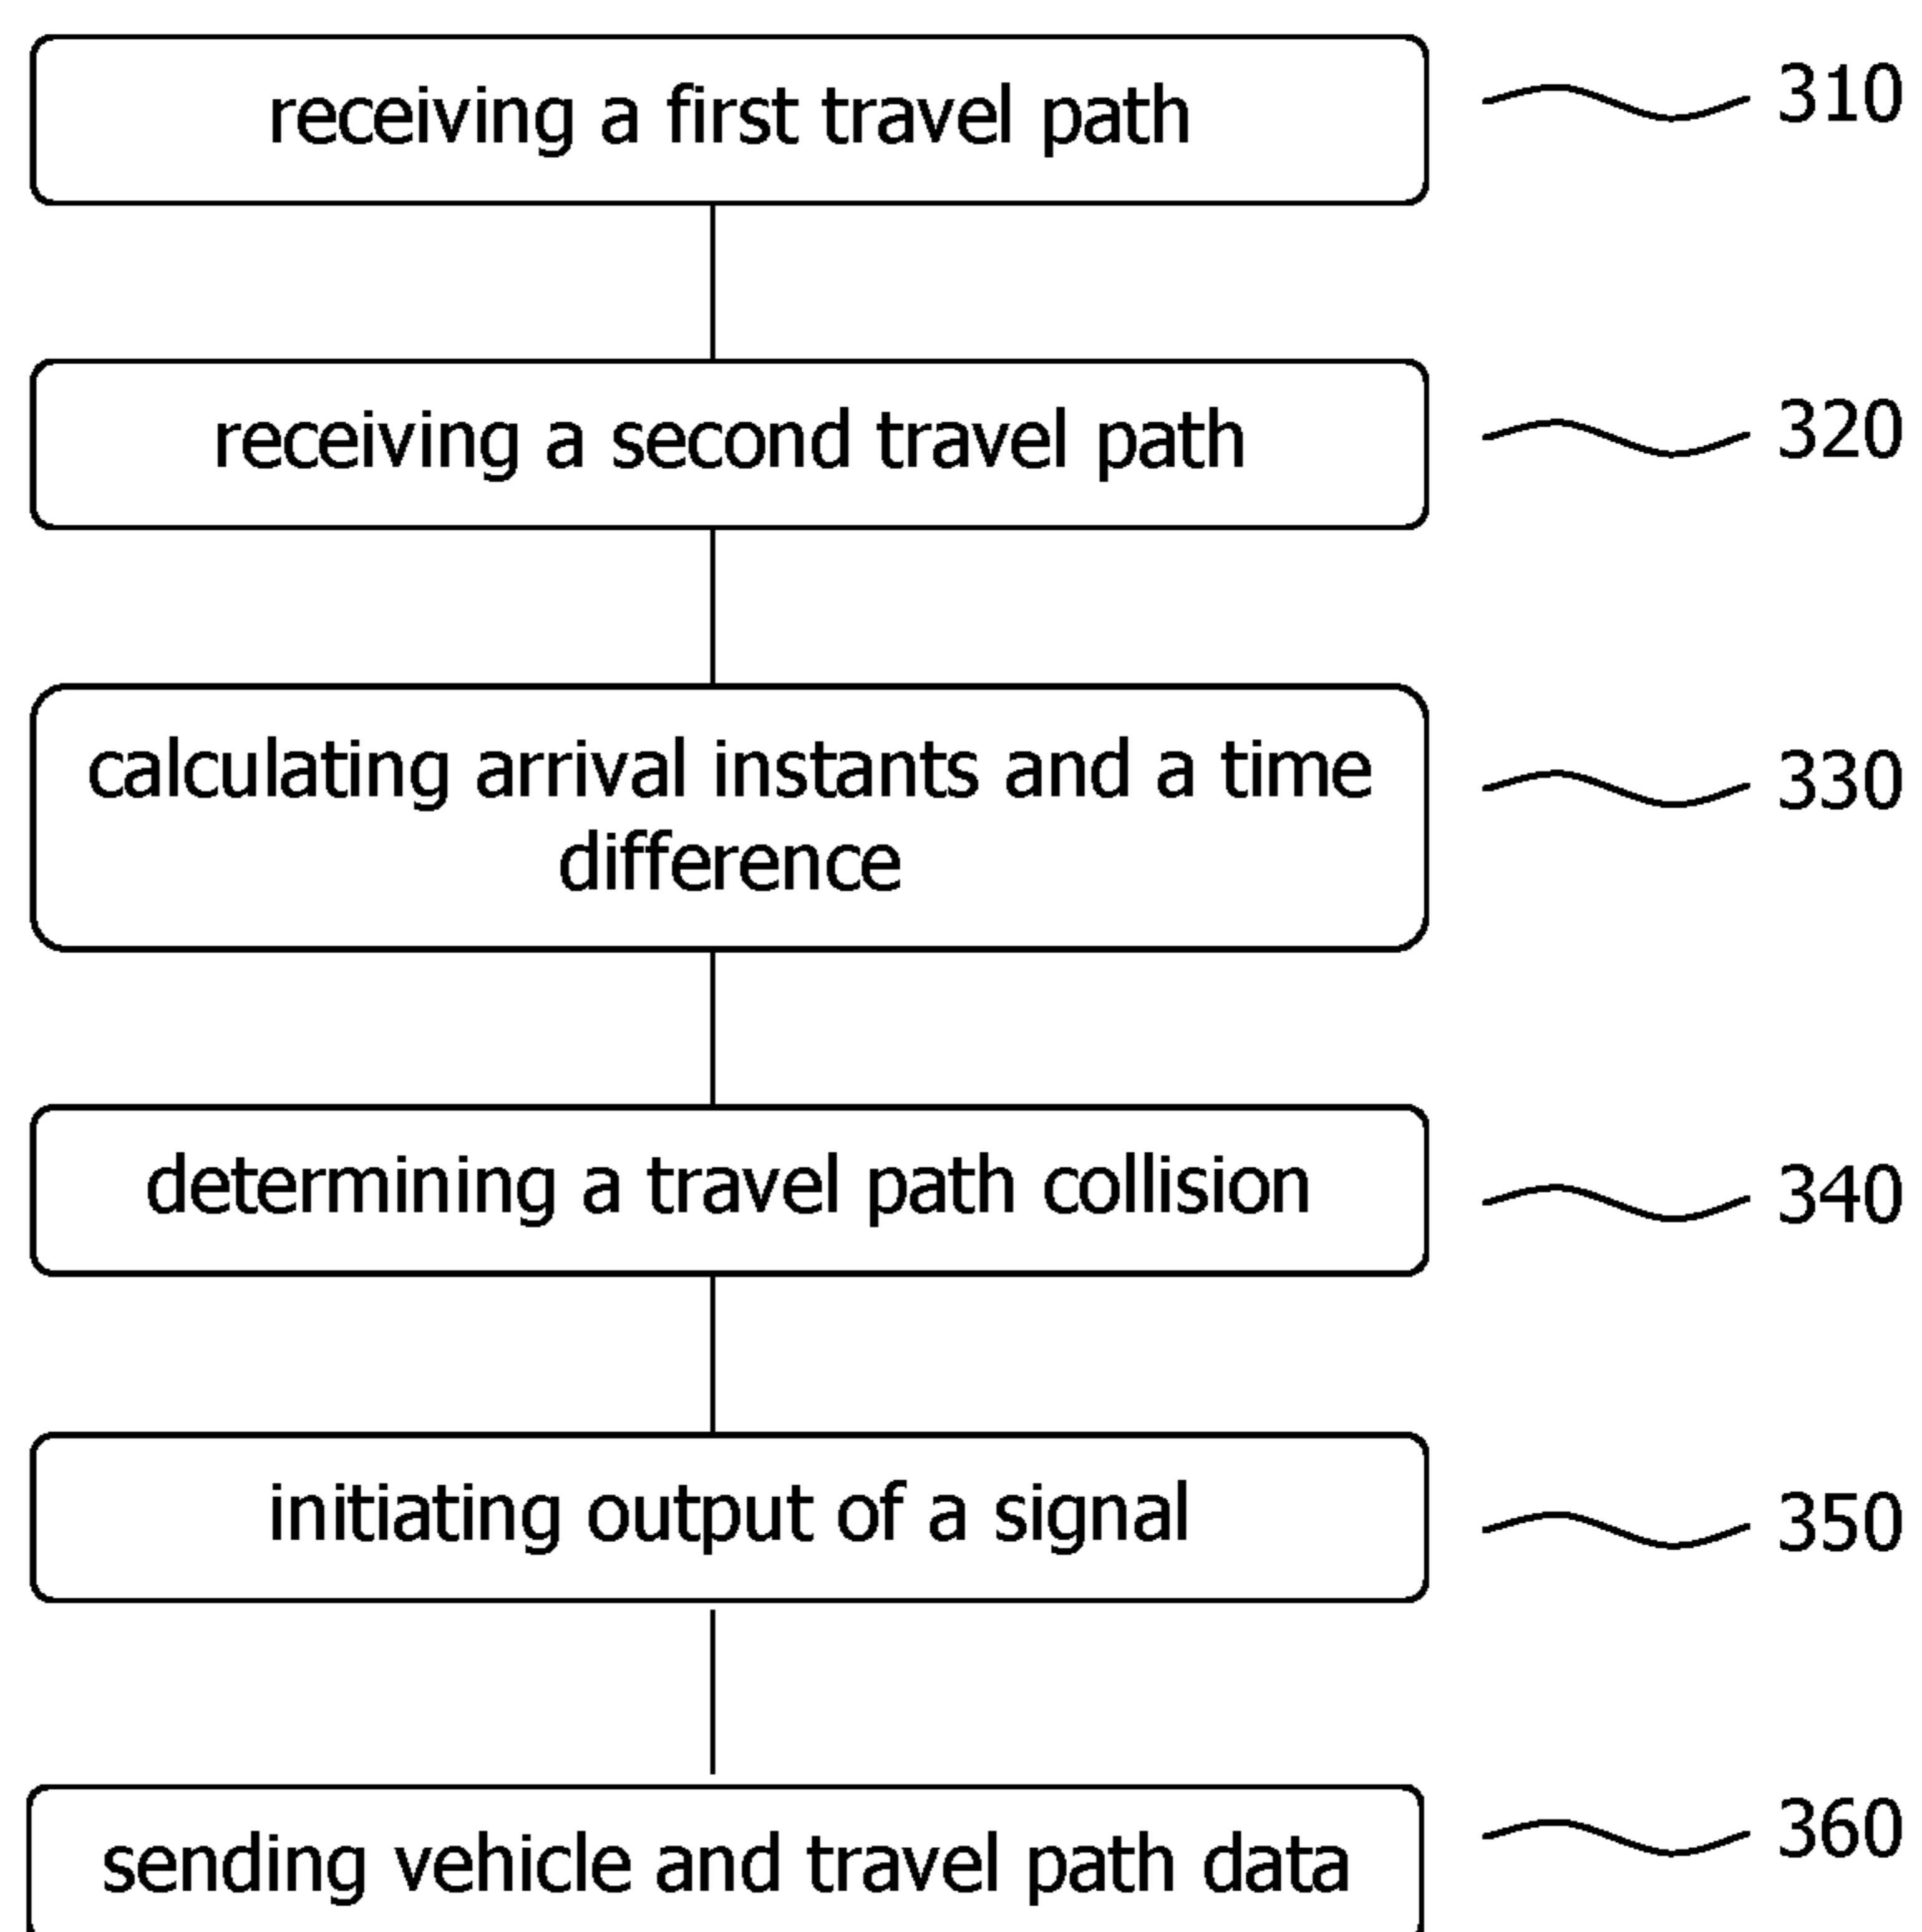 receiving a first travel path
310
receiving a second travel path
320
calculating arrival instants and a time
difference
330
determining a travel path collision
340
initiating output of a signal
350
sending vehicle and travel path data
360